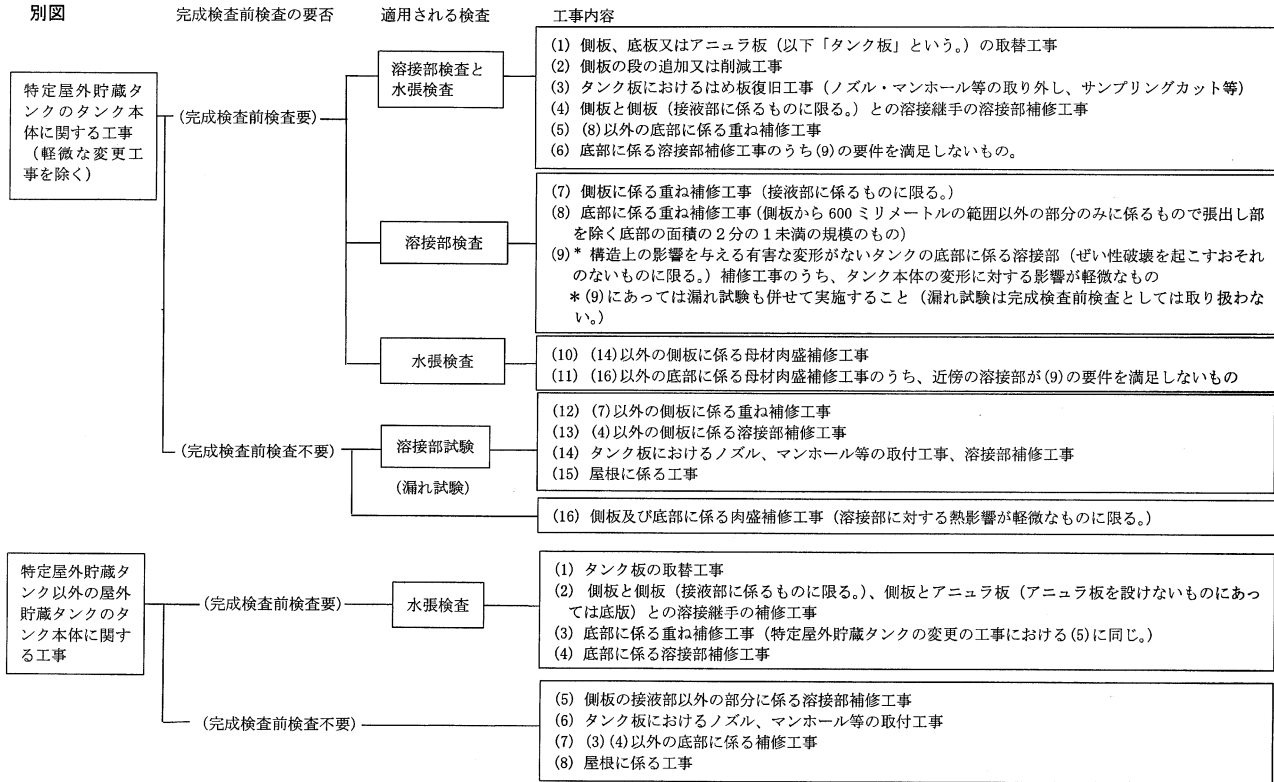 別図
完成検査前検査の要否
適用される検査
工事内容
特定屋外貯蔵
タンクのタンク本
体に関する工事
(軽微な変更工
事を除く)
(完成検査前検査要)
溶接部検査と
水張検査
(1) 側板、底板又はアニュラ板(以下「タンク板」という。)の取替工事
(2) 側板の段の追加又は削減工事
(3) タンク板におけるはめ板復旧工事(ノズル・マンホール等の取り外し、サンプリングカット等)
(4) 側板と側板(接液部に係るものに限る。)との溶接継手の溶接部補修工事
(5) (8)以外の底部に係る重ね補修工事
(6) 底部に係る溶接部補修工事のうち(9)の要件を満足しないもの。
溶接部検査
(7) 側板に係る重ね補修工事(接液部に係るものに限る。)
(8) 底部に係る重ね補修工事(側板から 600 ミリメートルの範囲以外の部分のみに係るもので張出し部
を除く底部の面積の2分の1未満の規模のもの)
(9)* 構造上の影響を与える有害な変形がないタンクの底部に係る溶接部(ぜい性破壊を起こすおそれ
のないものに限る。)補修工事のうち、タンク本体の変形に対する影響が軽微なもの
*(9)にあっては漏れ試験も併せて実施すること(漏れ試験は完成検査前検査としては取り扱わ
ない。)
水張検査
(10) (14)以外の側板に係る母材肉盛補修工事
(11) (16)以外の底部に係る母材肉盛補修工事のうち、近傍の溶接部が(9)の要件を満足しないもの
(完成検査前検査不要)
溶接部試験
(漏れ試験)
(12) (7)以外の側板に係る重ね補修工事
(13) (4)以外の側板に係る溶接部補修工事
(14) タンク板におけるノズル、マンホール等の取付工事、溶接部補修工事
(15) 屋根に係る工事
(16) 側板及び底部に係る肉盛補修工事(溶接部に対する熱影響が軽微なものに限る。)
特定屋外貯蔵タ
ンク以外の屋外
貯蔵タンクのタ
ンク本体に関す
る工事
(完成検査前検査要)
水張検査
(1) タンク板の取替工事
(2) 側板と側板(接液部に係るものに限る。)、側板とアニュラ板(アニュラ板を設けないものにあっ
ては底版)との溶接継手の補修工事
(3) 底部に係る重ね補修工事(特定屋外貯蔵タンクの変更の工事における(5)に同じ。)
(4) 底部に係る溶接部補修工事
(完成検査前検査不要)
(5) 側板の接液部以外の部分に係る溶接部補修工事
(6) タンク板におけるノズル、マンホール等の取付工事
(7) (3)(4)以外の底部に係る補修工事
(8) 屋根に係る工事